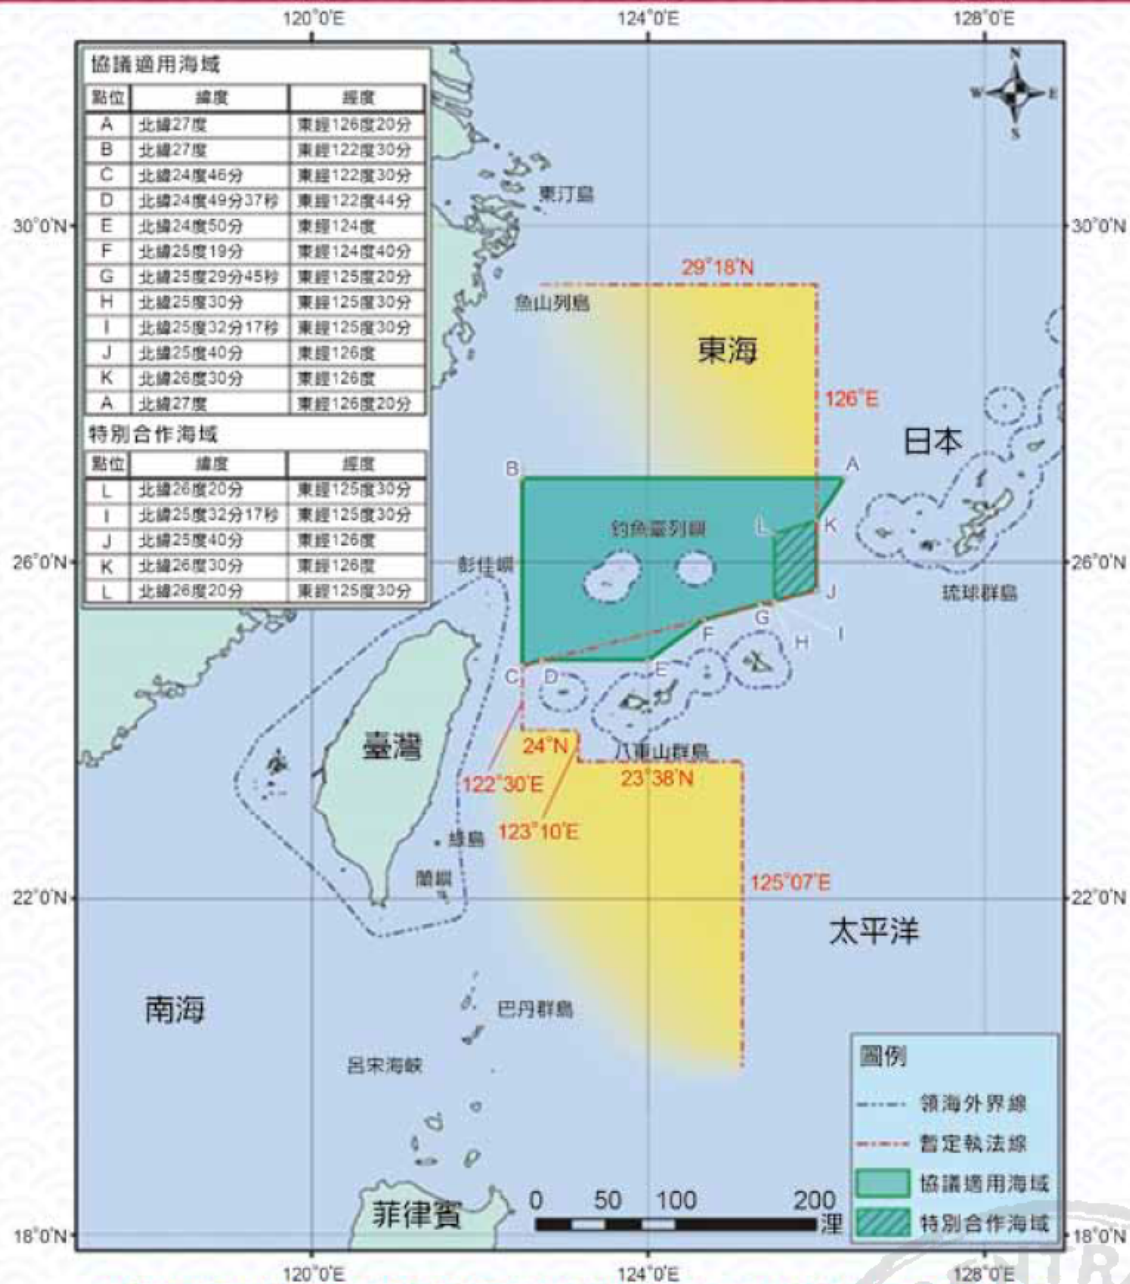 120°0'E 124°0'E 128°0'E
協議適用海域
點位 緯度 經度
A 北緯27度 東經126度20分
B 北緯27度 東經122度30分
C 北緯24度46分 東經122度30分
D 北緯24度49分37秒 東經122度44分
E 北緯24度50分 東經124度
F 北緯25度19分 東經124度40分
G 北緯25度29分45秒 東經125度20分
H 北緯25度30分 東經125度30分
I 北緯25度32分17秒 東經125度30分
J 北緯25度40分 東經126度
K 北緯26度30分 東經126度
A 北緯27度 東經126度20分
特別合作海域
點位 緯度 經度
L 北緯26度20分 東經125度30分
I 北緯25度32分17秒 東經125度30分
J 北緯25度40分 東經126度
K 北緯26度30分 東經126度
L 北緯26度20分 東經125度30分
N
W E
S
東汀島
30°0'N 30°0'N
29°18'N
魚山列島
東海
126°E
日本
B A
釣魚臺列嶼 L K
26°0'N 彭佳嶼 26°0'N
J
琉球群島
G
F H I
C D E
臺灣
24°N 八重山群島
122°30'E 23°38'N
123°10'E
綠島
蘭嶼 125°07'E
22°0'N 22°0'N
太平洋
南海 巴丹群島
呂宋海峽
圖例
領海外界線
暫定執法線
協議適用海域
特別合作海域
菲律賓
0 50 100 200
浬
18°0'N 18°0'N
120°0'E 124°0'E 128°0'E